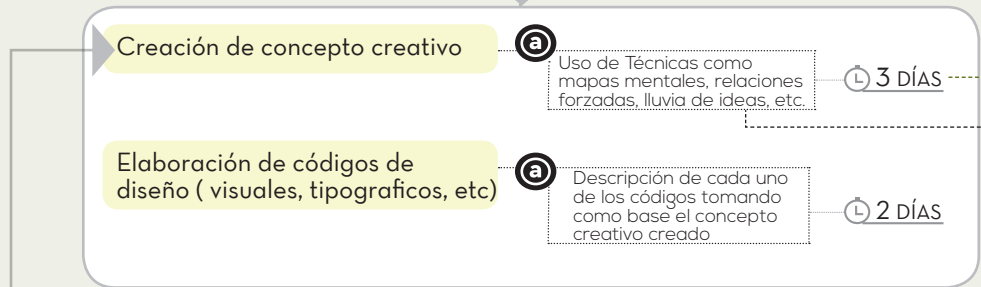 Creación de concepto creativo
a
Uso de Técnicas como
mapas mentales, relaciones
forzadas, lluvia de ideas, etc.
3 DÍAS
Elaboración de códigos de
diseño ( visuales, tipograficos, etc)
a
Descripción de cada uno
de los códigos tomando
como base el concepto
creativo creado
2 DÍAS